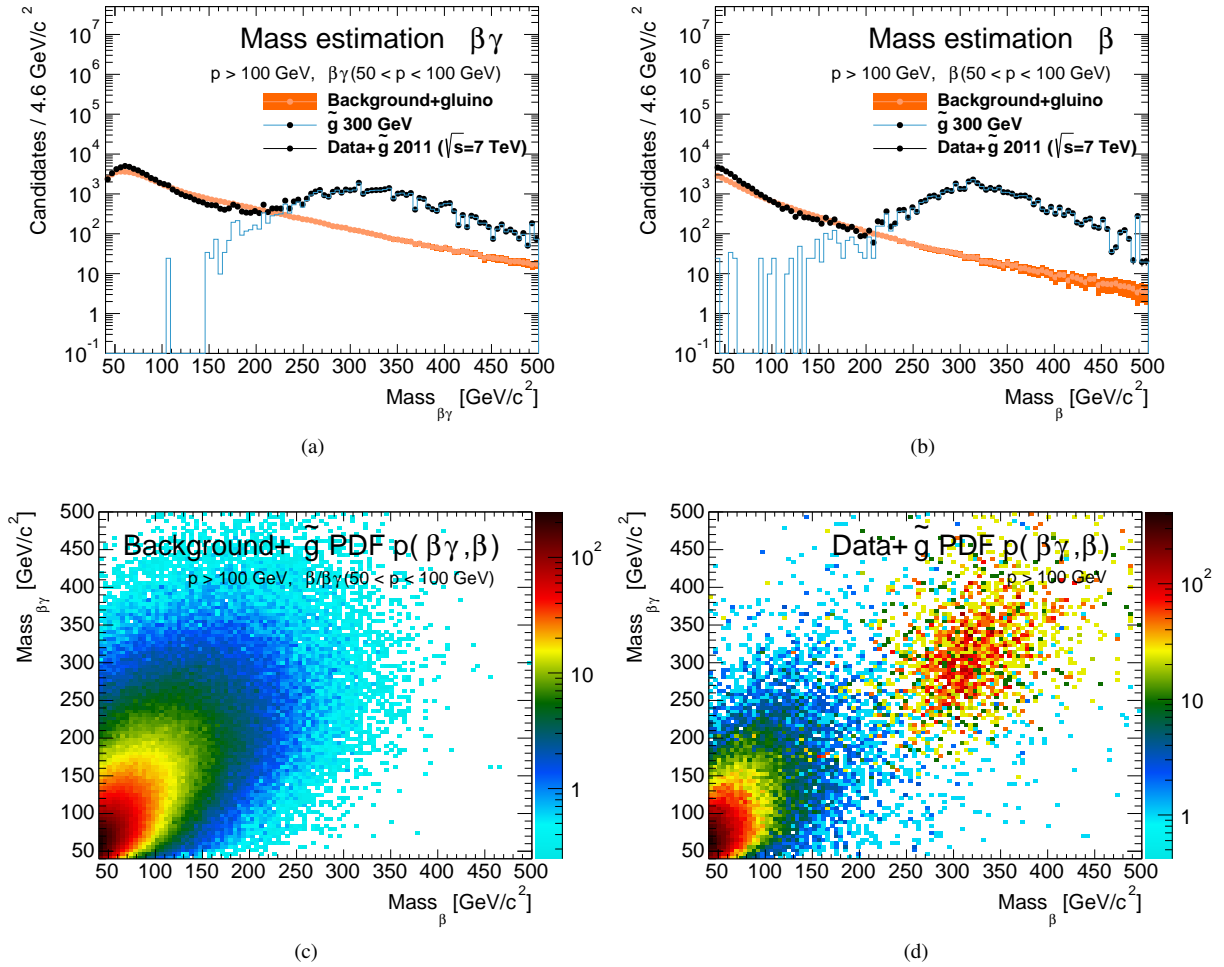 Mass estimation βγ
p > 100 GeV, βγ(50 < p < 100 GeV)
Background+gluino
g̃ 300 GeV
Data+ g̃ 2011 (√s=7 TeV)
Candidates / 4.6 GeV/c²
10⁷
10⁶
10⁵
10⁴
10³
10²
10
1
10⁻¹
50 100 150 200 250 300 350 400 450 500
Mass_βγ [GeV/c²]
(a)
Mass estimation β
p > 100 GeV, β(50 < p < 100 GeV)
Background+gluino
g̃ 300 GeV
Data+ g̃ 2011 (√s=7 TeV)
Candidates / 4.6 GeV/c²
10⁷
10⁶
10⁵
10⁴
10³
10²
10
1
10⁻¹
50 100 150 200 250 300 350 400 450 500
Mass_β [GeV/c²]
(b)
Background+ g̃ PDF p( βγ,β)
p > 100 GeV, β/βγ(50 < p < 100 GeV)
Mass_βγ [GeV/c²]
500
450
400
350
300
250
200
150
100
50
50 100 150 200 250 300 350 400 450 500
Mass_β [GeV/c²]
10²
10
1
(c)
Data+ g̃ PDF p( βγ,β)
p > 100 GeV
Mass_βγ [GeV/c²]
500
450
400
350
300
250
200
150
100
50
50 100 150 200 250 300 350 400 450 500
Mass_β [GeV/c²]
10²
10
1
(d)